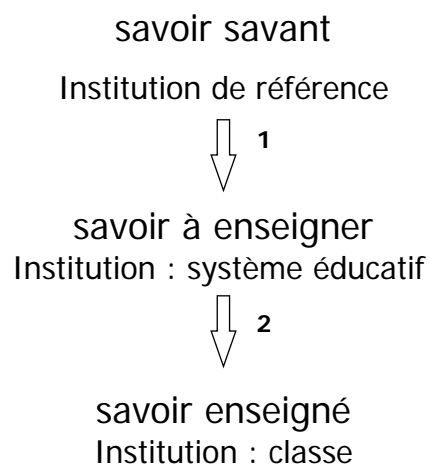 savoir savant
Institution de référence
1
savoir à enseigner
Institution : système éducatif
2
savoir enseigné
Institution : classe